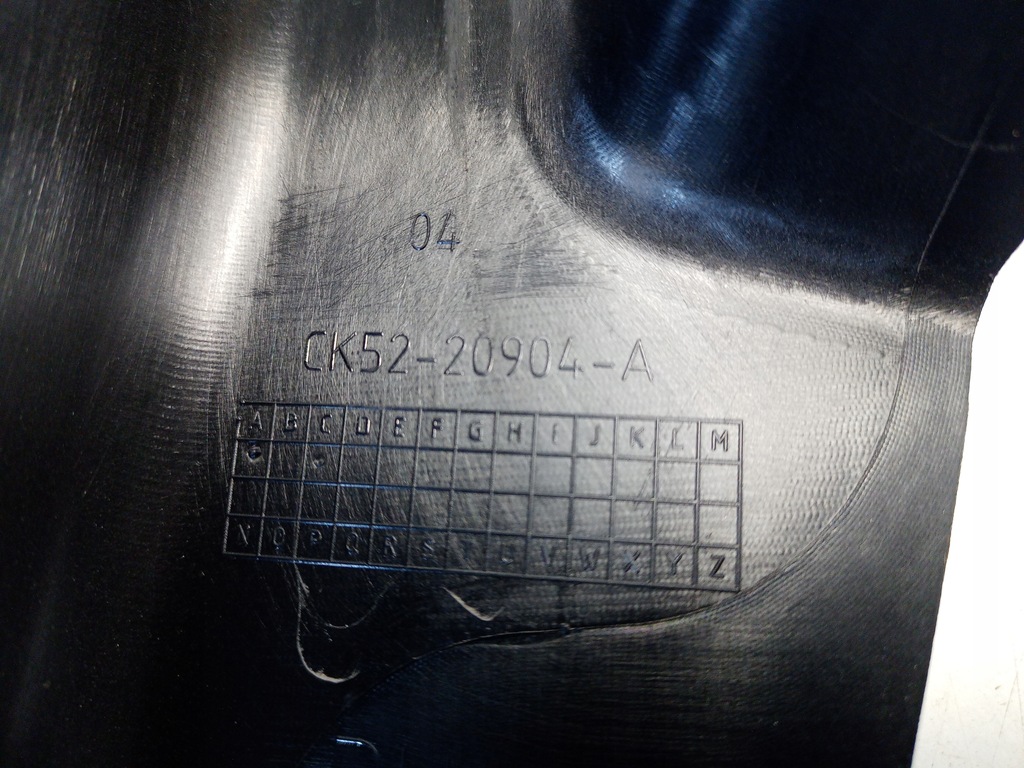 04
CK52-20904-A
A B C D E F G H I J K L M
N O P Q R S T U V W X Y Z